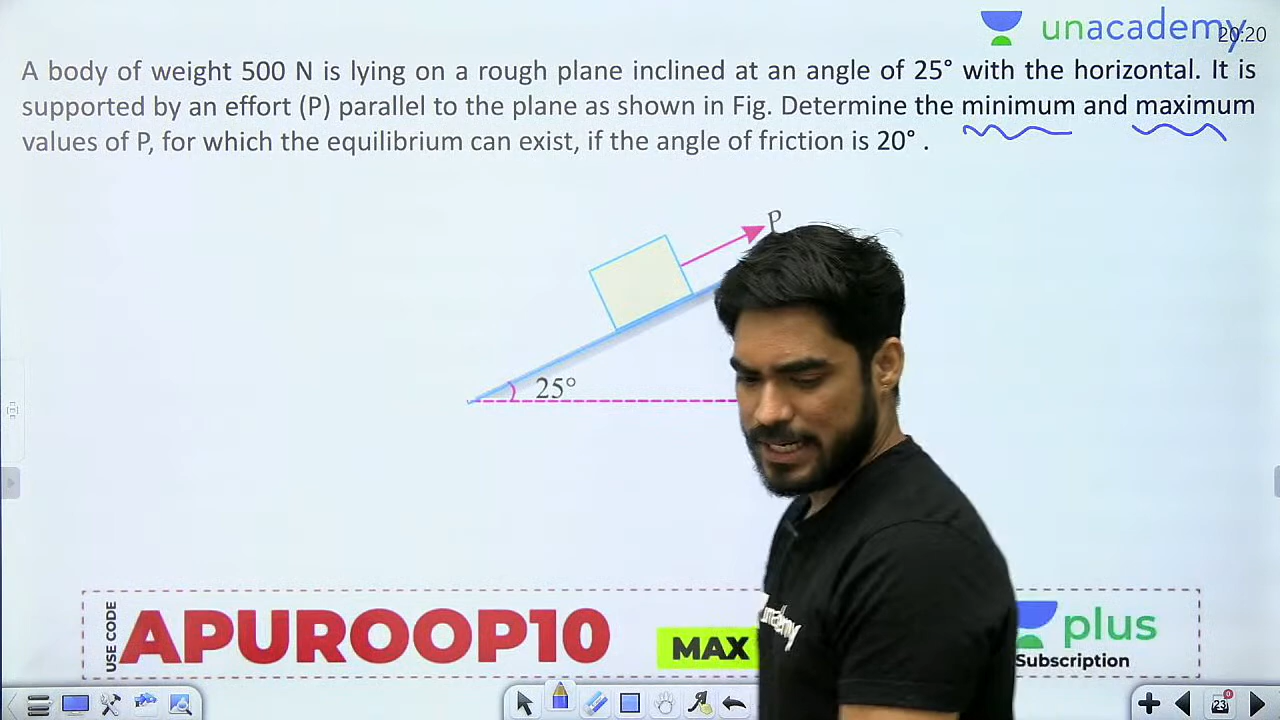 unacademy
20:20
A body of weight 500 N is lying on a rough plane inclined at an angle of 25° with the horizontal. It is
supported by an effort (P) parallel to the plane as shown in Fig. Determine the minimum and maximum
values of P, for which the equilibrium can exist, if the angle of friction is 20° .
P
25°
USE CODE
APUROOP10
MAX
plus
Subscription
23
0